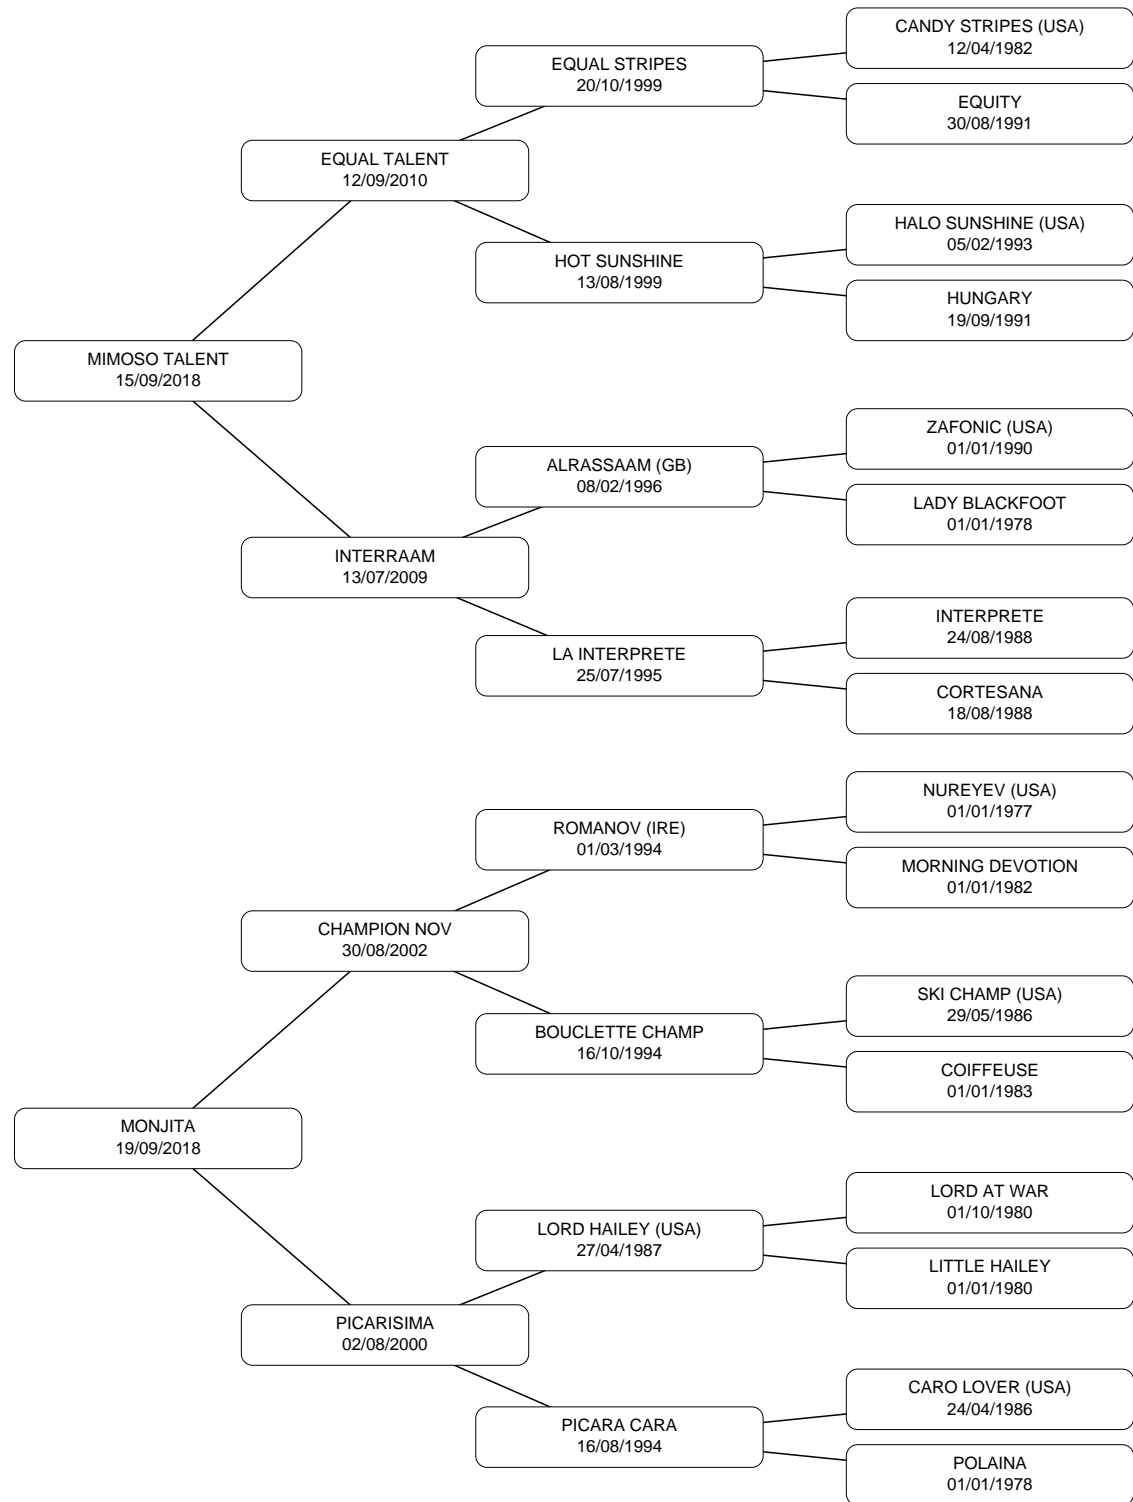 CANDY STRIPES (USA)
12/04/1982
EQUAL STRIPES
20/10/1999
EQUITY
30/08/1991
EQUAL TALENT
12/09/2010
HALO SUNSHINE (USA)
05/02/1993
HOT SUNSHINE
13/08/1999
HUNGARY
19/09/1991
MIMOSO TALENT
15/09/2018
ZAFONIC (USA)
01/01/1990
ALRASSAAM (GB)
08/02/1996
LADY BLACKFOOT
01/01/1978
INTERRAAM
13/07/2009
INTERPRETE
24/08/1988
LA INTERPRETE
25/07/1995
CORTESANA
18/08/1988
NUREYEV (USA)
01/01/1977
ROMANOV (IRE)
01/03/1994
MORNING DEVOTION
01/01/1982
CHAMPION NOV
30/08/2002
SKI CHAMP (USA)
29/05/1986
BOUCLETTE CHAMP
16/10/1994
COIFFEUSE
01/01/1983
MONJITA
19/09/2018
LORD AT WAR
01/10/1980
LORD HAILEY (USA)
27/04/1987
LITTLE HAILEY
01/01/1980
PICARISIMA
02/08/2000
CARO LOVER (USA)
24/04/1986
PICARA CARA
16/08/1994
POLAINA
01/01/1978